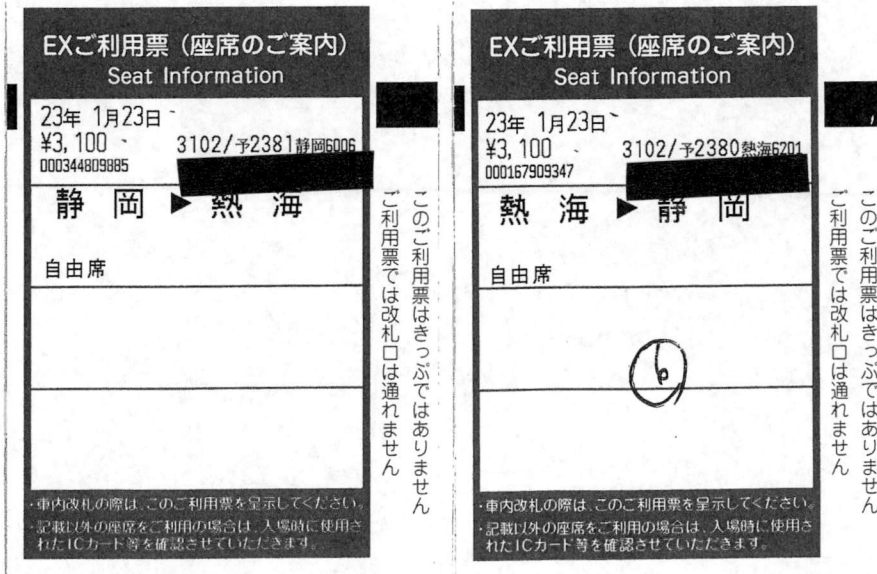 EXご利用票（座席のご案内）
Seat Information
23年 1月23日
¥3,100 3102/予2381静岡6006
000344809885
静 岡 ▶ 熱 海
自由席
・車内改札の際は、このご利用票を呈示してください。
・記載以外の座席をご利用の場合は、入場時に使用さ
れたICカード等を確認させていただきます。
このご利用票はきっぷではありません
ご利用票では改札口は通れません
EXご利用票（座席のご案内）
Seat Information
23年 1月23日
¥3,100 3102/予2380熱海6201
000167909347
熱 海 ▶ 静 岡
自由席
6
・車内改札の際は、このご利用票を呈示してください。
・記載以外の座席をご利用の場合は、入場時に使用さ
れたICカード等を確認させていただきます。
このご利用票はきっぷではありません
ご利用票では改札口は通れません